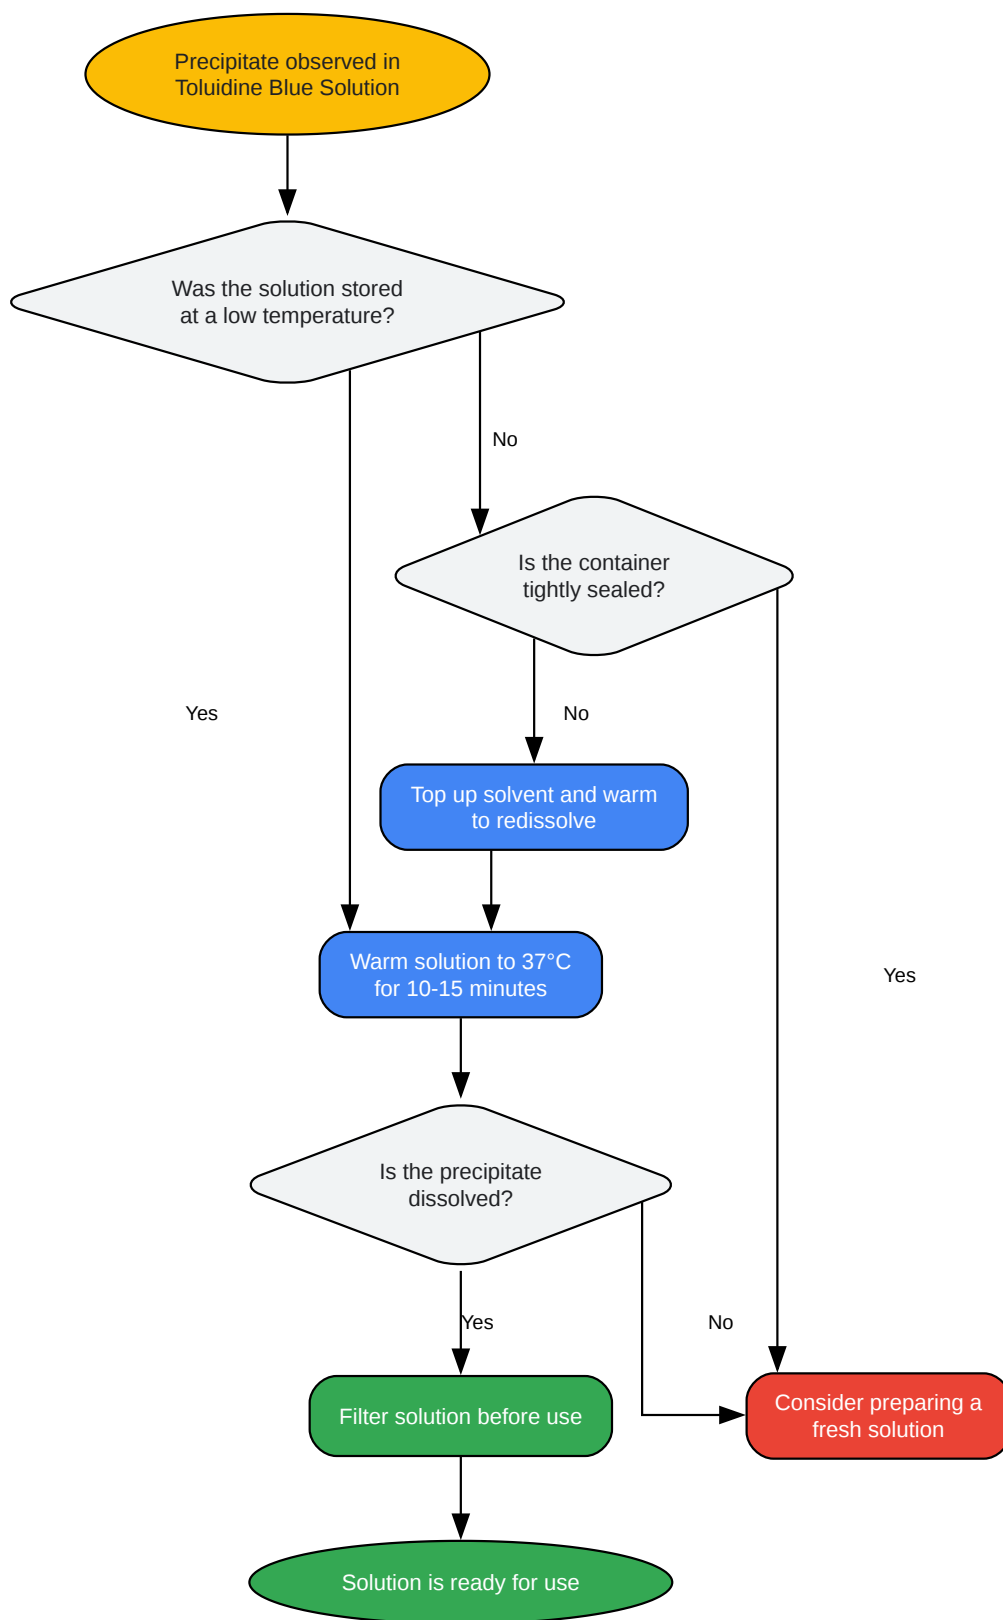 Precipitate observed in
Toluidine Blue Solution
Was the solution stored
at a low temperature?
No
Is the container
tightly sealed?
Yes
No
Top up solvent and warm
to redissolve
Warm solution to 37°C
for 10-15 minutes
Yes
Is the precipitate
dissolved?
Yes
No
Filter solution before use
Consider preparing a
fresh solution
Solution is ready for use